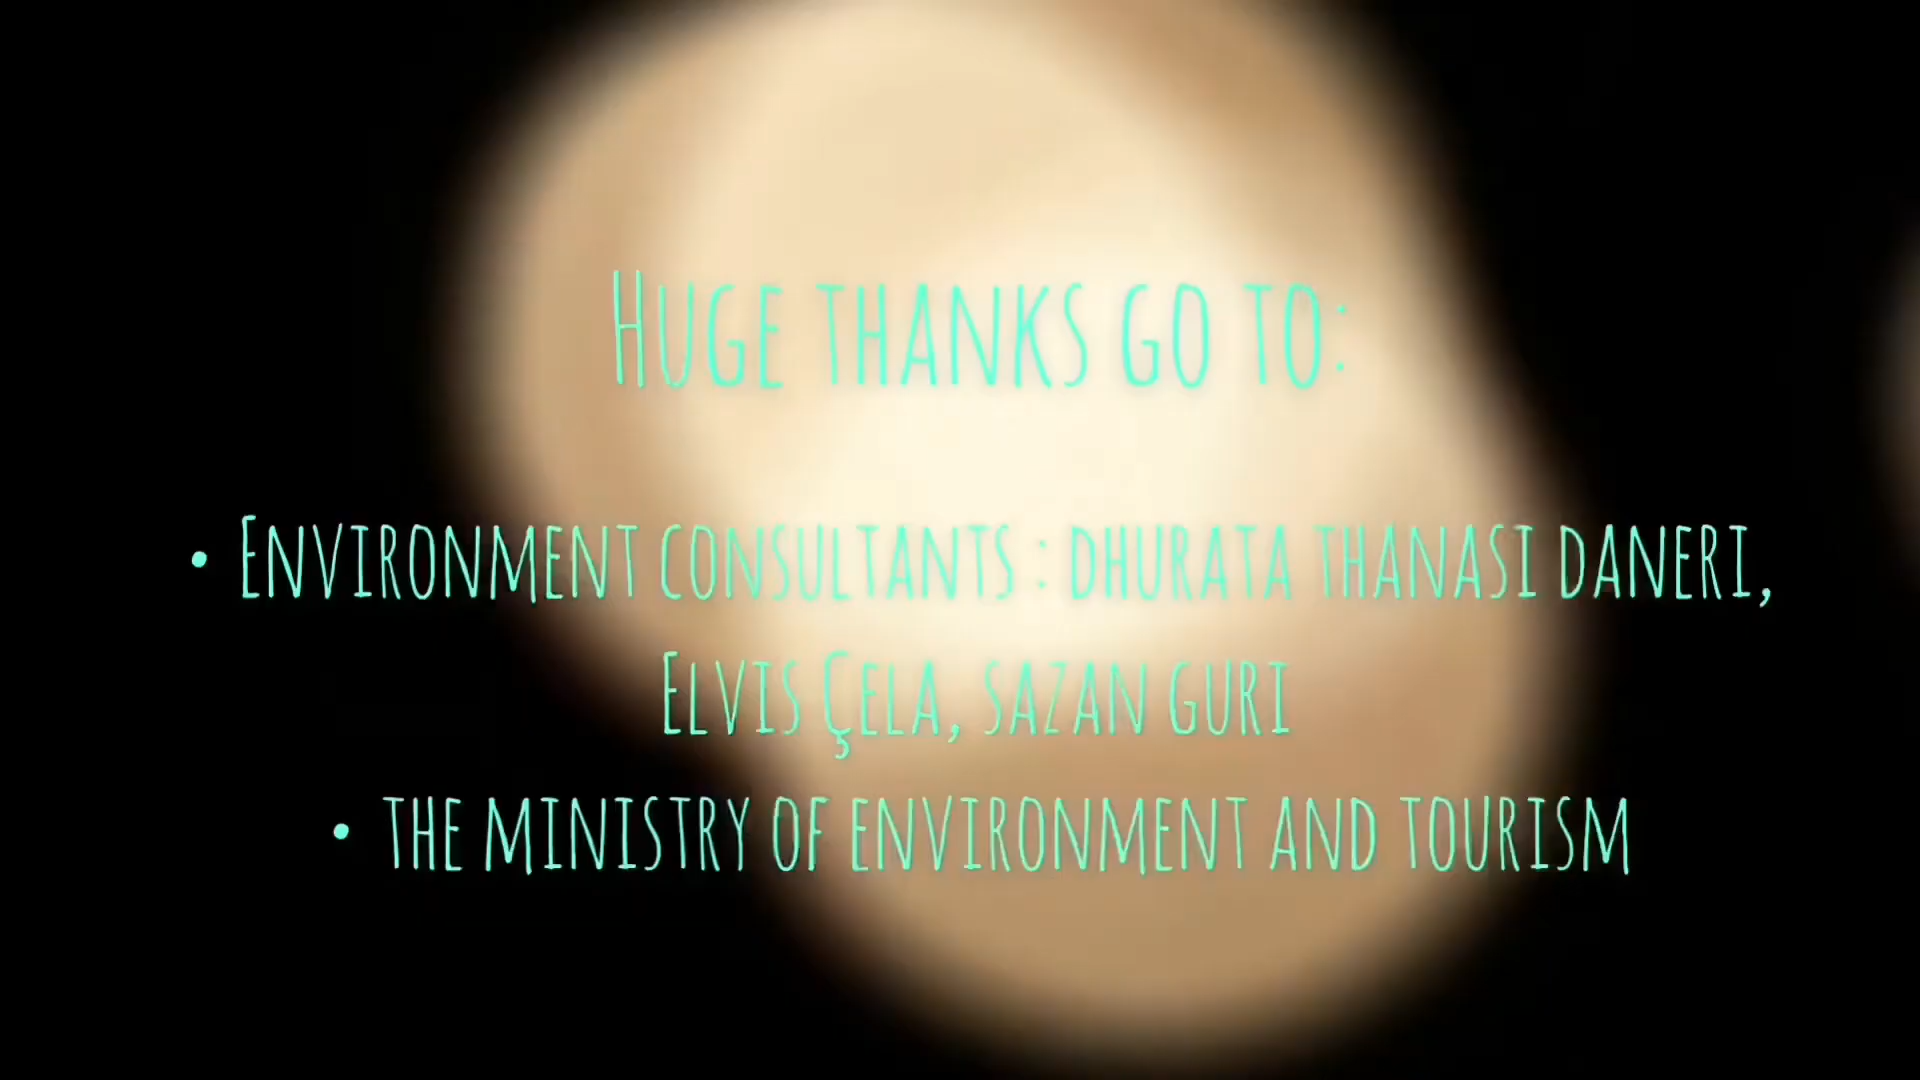 Huge thanks go to:
• Environment consultants : dhurata thanasi daneri,
Elvis Çela, sazan guri
• the ministry of environment and tourism